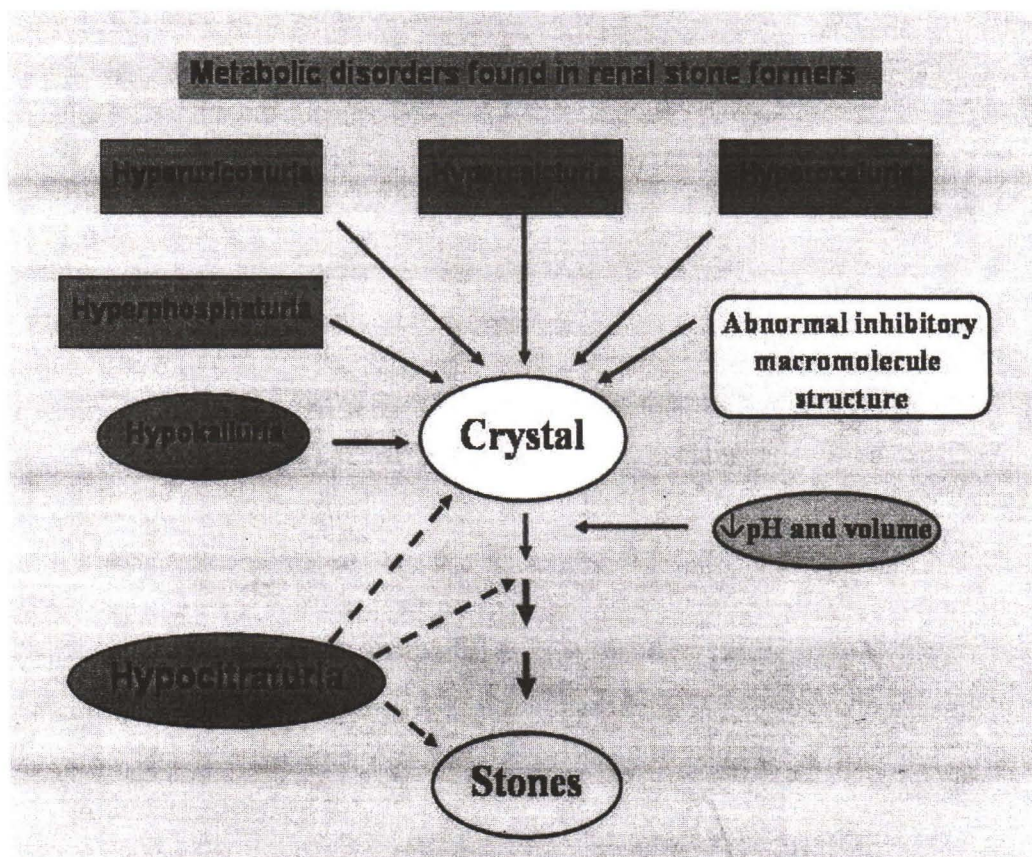 Metabolic disorders found in renal stone formers
Hyperuricosuria
Hypercalciuria
Hyperoxaluria
Hyperphosphaturia
Abnormal inhibitory
macromolecule
structure
Hypokaliuria
Crystal
↓pH and volume
Hypocitraturia
Stones